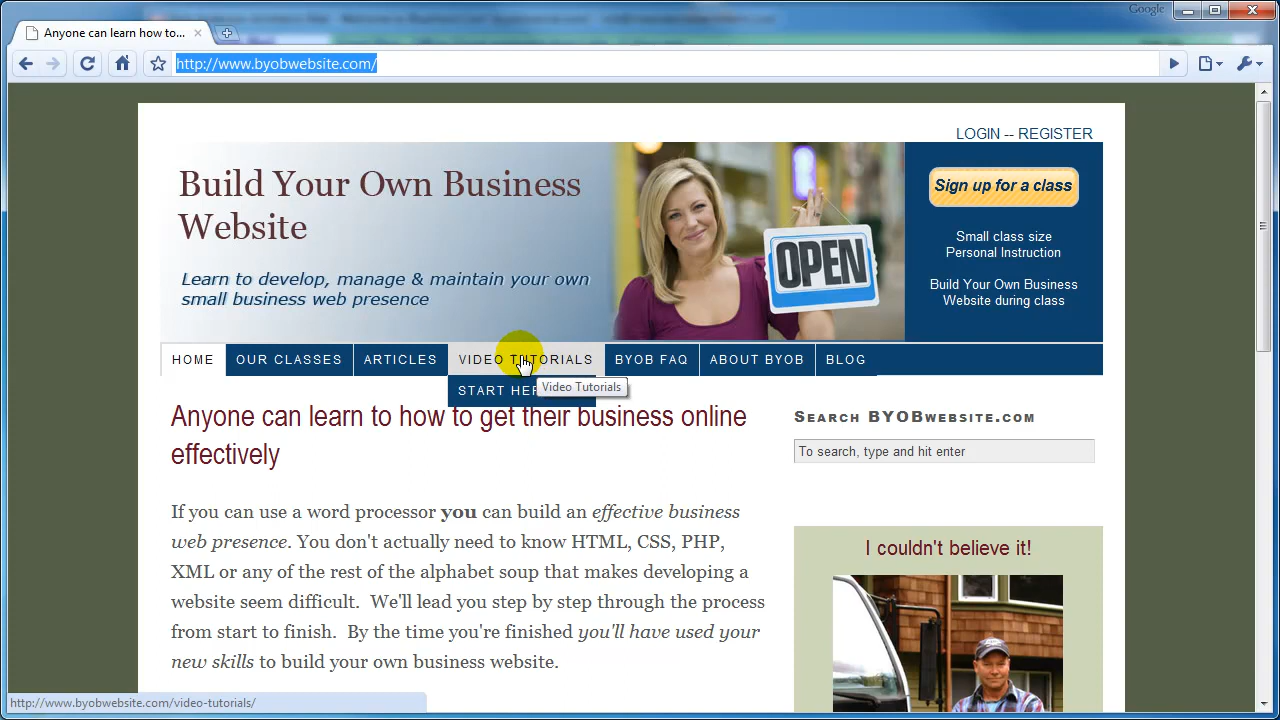 Google
Anyone can learn how to...
http://www.byobwebsite.com/
LOGIN -- REGISTER
Build Your Own Business
Website
Learn to develop, manage & maintain your own
small business web presence
OPEN
Sign up for a class
Small class size
Personal Instruction
Build Your Own Business
Website during class
HOME OUR CLASSES ARTICLES VIDEO TUTORIALS BYOB FAQ ABOUT BYOB BLOG
START
Video Tutorials
Anyone can learn to how to get their business online
effectively
Search BYOBwebsite.com
To search, type and hit enter
If you can use a word processor you can build an effective business
web presence. You don't actually need to know HTML, CSS, PHP,
XML or any of the rest of the alphabet soup that makes developing a
website seem difficult. We'll lead you step by step through the process
from start to finish. By the time you're finished you'll have used your
new skills to build your own business website.
I couldn't believe it!
http://www.byobwebsite.com/video-tutorials/